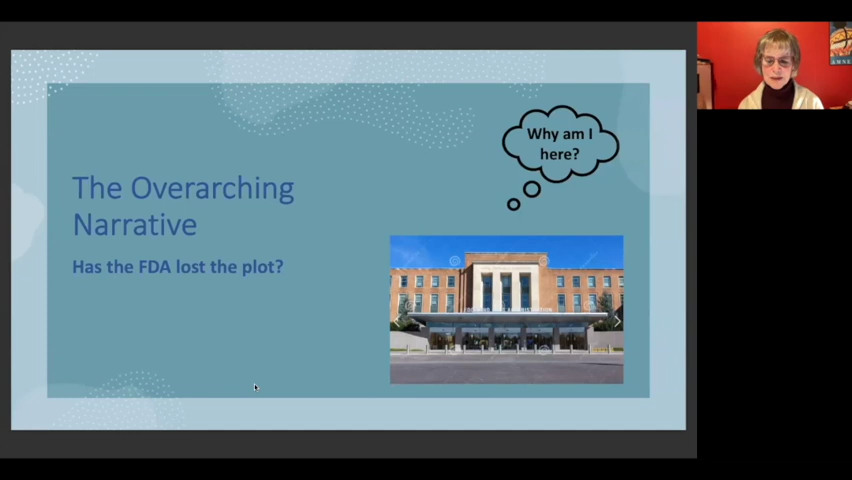 Why am I
here?
The Overarching
Narrative
Has the FDA lost the plot?